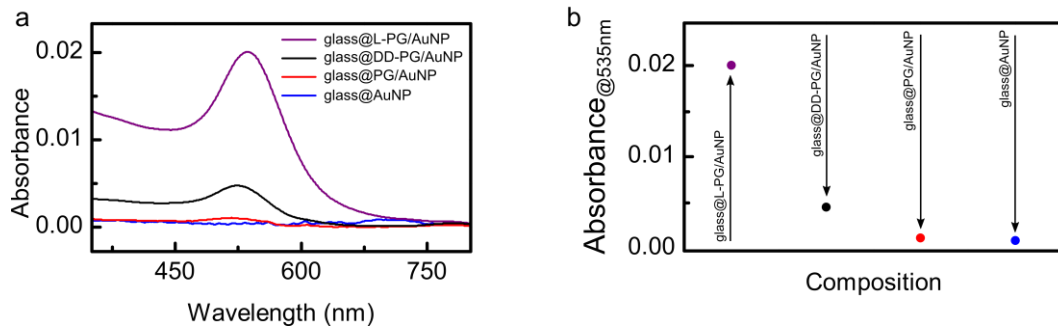 a
glass@L-PG/AuNP
glass@DD-PG/AuNP
glass@PG/AuNP
glass@AuNP
0.02
0.01
0.00
Absorbance
450
600
750
Wavelength (nm)
b
Absorbance@535nm
0.02
0.01
0.00
glass@L-PG/AuNP
glass@DD-PG/AuNP
glass@PG/AuNP
glass@AuNP
Composition